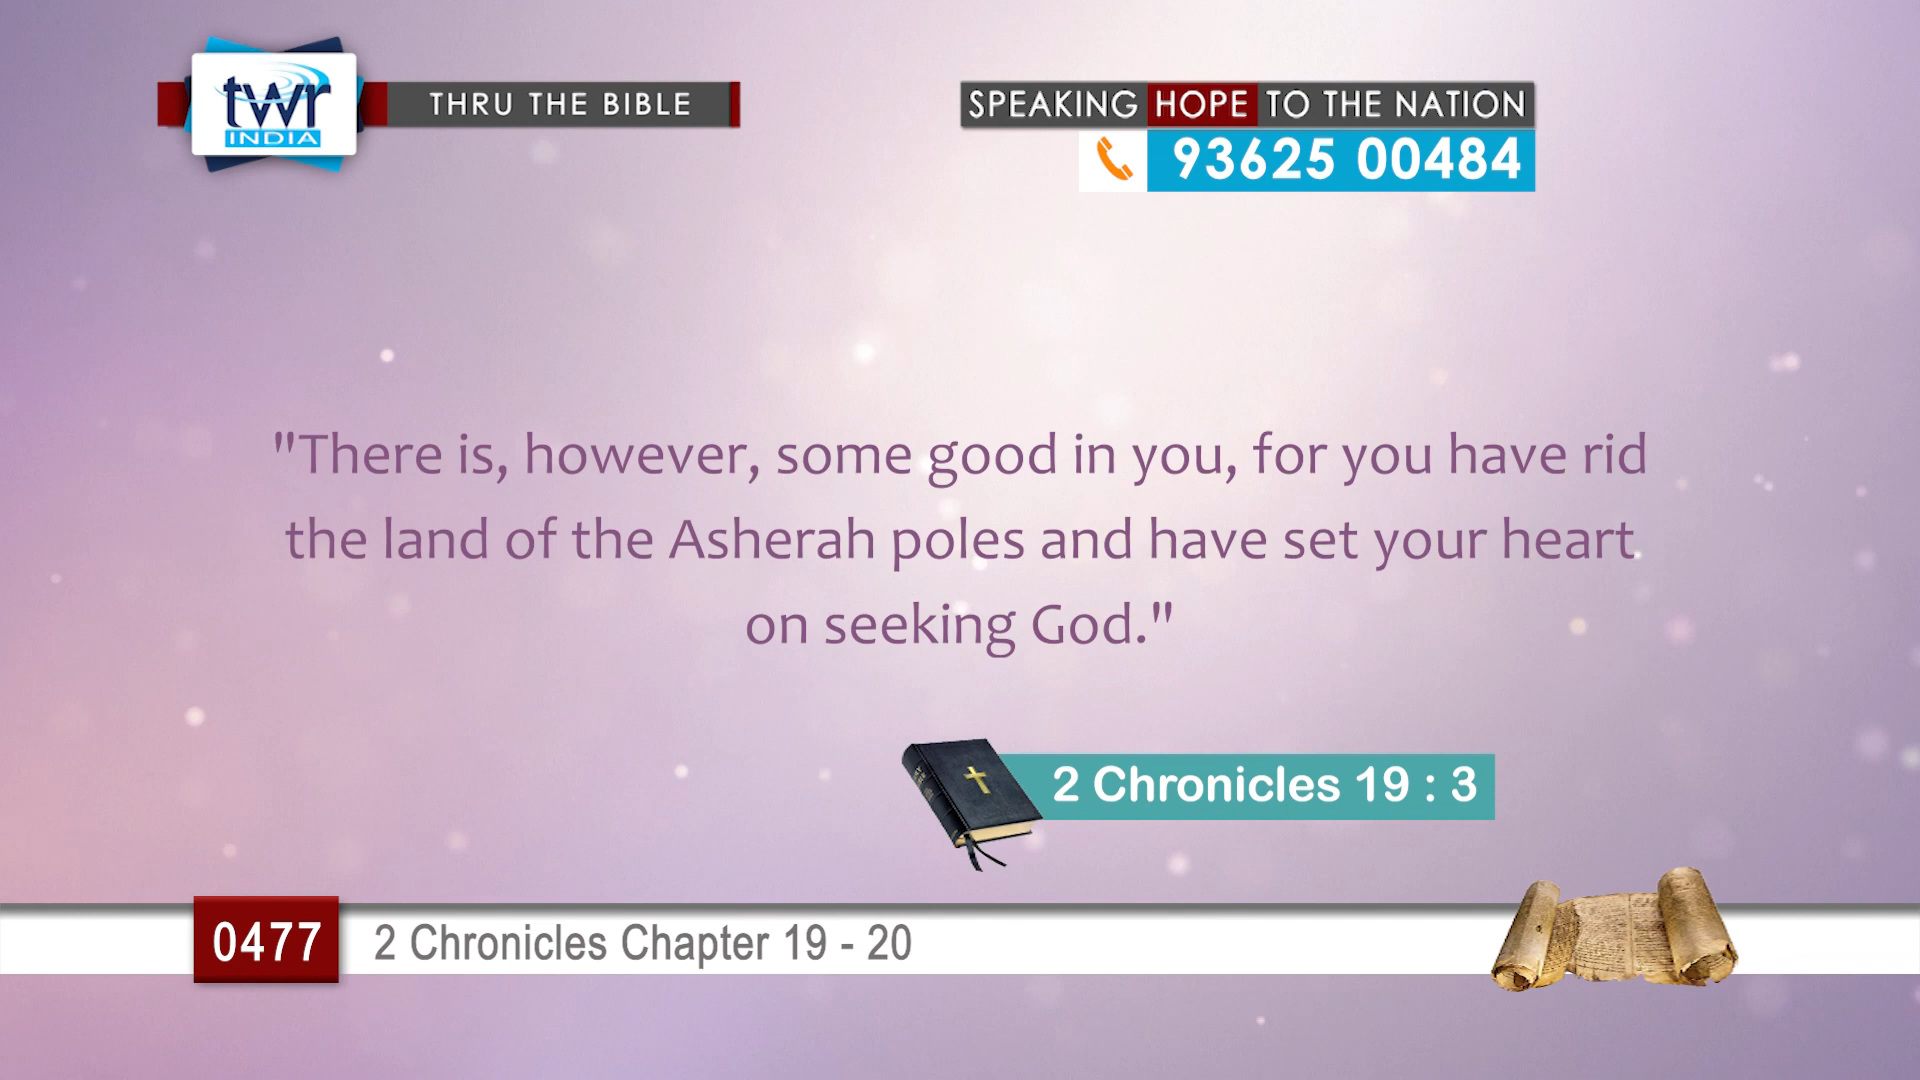 twr
INDIA
THRU THE BIBLE
SPEAKING HOPE TO THE NATION
93625 00484
"There is, however, some good in you, for you have rid
the land of the Asherah poles and have set your heart
on seeking God."
2 Chronicles 19 : 3
0477
2 Chronicles Chapter 19 - 20